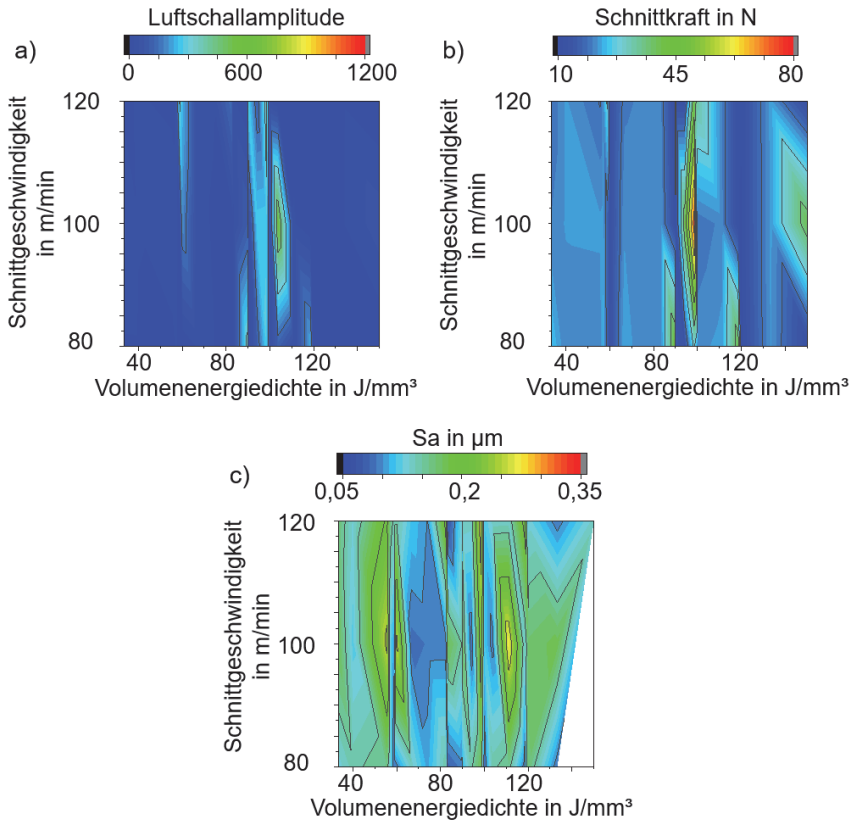 Luftschallamplitude
a)
0 600 1200
120
100
80
Schnittgeschwindigkeit
in m/min
40 80 120
Volumenenergiedichte in J/mm³
Schnittkraft in N
b)
10 45 80
120
100
80
Schnittgeschwindigkeit
in m/min
40 80 120
Volumenenergiedichte in J/mm³
Sa in µm
c)
0,05 0,2 0,35
120
100
80
Schnittgeschwindigkeit
in m/min
40 80 120
Volumenenergiedichte in J/mm³